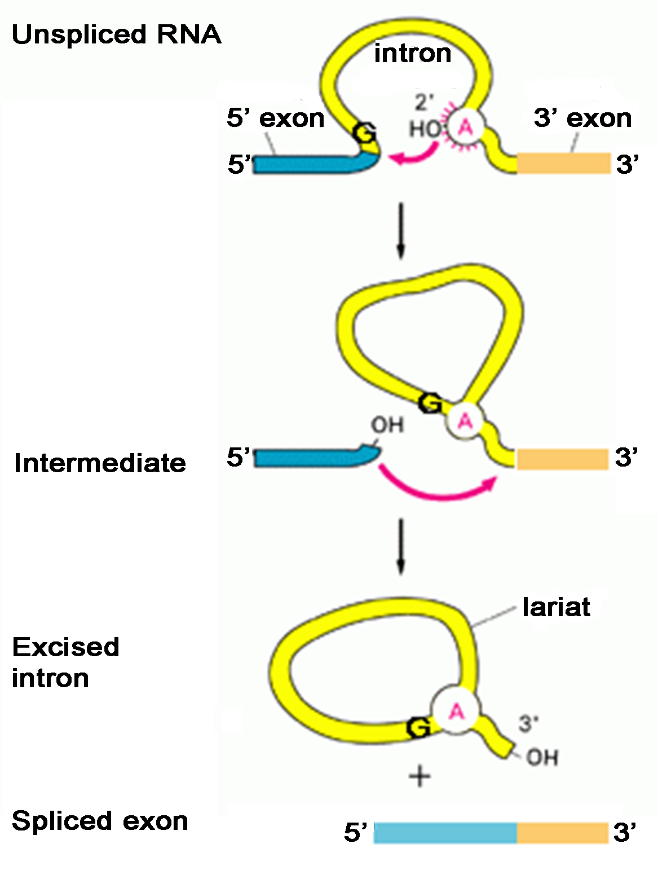 Unspliced RNA
intron
2'
5' exon
G
HO
A
3' exon
5'
3'
G
A
OH
Intermediate
5'
3'
lariat
Excised
intron
G
A
3'
OH
+
Spliced exon
5'
3'